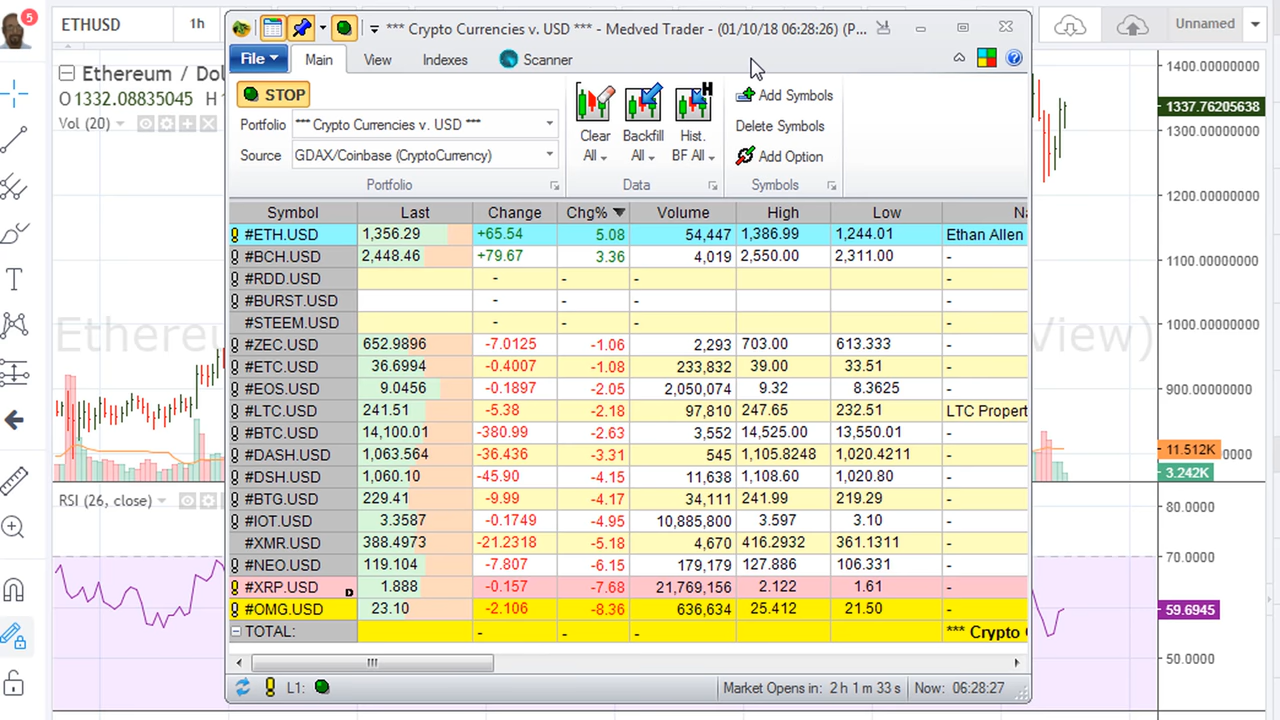 5
ETHUSD
1h
*** Crypto Currencies v. USD *** - Medved Trader - (01/10/18 06:28:26) (P...
Unnamed
File
Main
View
Indexes
Scanner
Ethereum / Dol
O1332.08835045 H 1
Vol (20)
STOP
Portfolio *** Crypto Currencies v. USD ***
Source GDAX/Coinbase (CryptoCurrency)
Portfolio
Clear All
Backfill All
Hist. BF All
Data
Add Symbols
Delete Symbols
Add Option
Symbols
Symbol Last Change Chg% Volume High Low Na
#ETH.USD 1,356.29 +65.54 5.08 54,447 1,386.99 1,244.01 Ethan Allen
#BCH.USD 2,448.46 +79.67 3.36 4,019 2,550.00 2,311.00 -
#RDD.USD - - -
#BURST.USD - - -
#STEEM.USD - - -
#ZEC.USD 652.9896 -7.0125 -1.06 2,293 703.00 613.333 -
#ETC.USD 36.6994 -0.4007 -1.08 233,832 39.00 33.51 -
#EOS.USD 9.0456 -0.1897 -2.05 2,050,074 9.32 8.3625 -
#LTC.USD 241.51 -5.38 -2.18 97,810 247.65 232.51 LTC Propert
#BTC.USD 14,100.01 -380.99 -2.63 3,552 14,525.00 13,550.01 -
#DASH.USD 1,063.564 -36.436 -3.31 545 1,105.8248 1,020.4211 -
#DSH.USD 1,060.10 -45.90 -4.15 11,638 1,108.60 1,020.80 -
#BTG.USD 229.41 -9.99 -4.17 34,111 241.99 219.29 -
#IOT.USD 3.3587 -0.1749 -4.95 10,885,800 3.597 3.10 -
#XMR.USD 388.4973 -21.2318 -5.18 4,670 416.2932 361.1311 -
#NEO.USD 119.104 -7.807 -6.15 179,179 127.886 106.331 -
#XRP.USD D 1.888 -0.157 -7.68 21,769,156 2.122 1.61 -
#OMG.USD 23.10 -2.106 -8.36 636,634 25.412 21.50 -
TOTAL: - - - *** Crypto
L1:
Market Opens in: 2 h 1 m 33 s
Now: 06:28:27
Ethereu
View)
RSI (26, close)
1400.00000000
1337.76205638
1300.00000000
1200.00000000
1100.00000000
1000.00000000
900.00000000
11.512K
3.242K
80.0000
70.0000
59.6945
50.0000